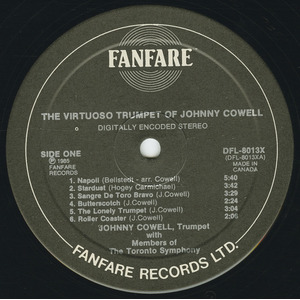 FANFARE
THE VIRTUOSO TRUMPET OF JOHNNY COWELL
DIGITALLY ENCODED STEREO
SIDE ONE
℗ 1985
FANFARE
RECORDS
DFL-8013X
(DFL-8013XA)
MADE IN
CANADA
1. Napoli (Bellstedt - arr. Cowell) 5:40
2. Stardust (Hogey Carmichael) 3:42
3. Sangre De Toro Bravo (J.Cowell) 3:29
4. Butterscotch (J.Cowell) 2:24
5. The Lonely Trumpet (J.Cowell) 3:04
6. Roller Coaster (J.Cowell) 2:06
JOHNNY COWELL, Trumpet
with
Members of
The Toronto Symphony
FANFARE RECORDS LTD.